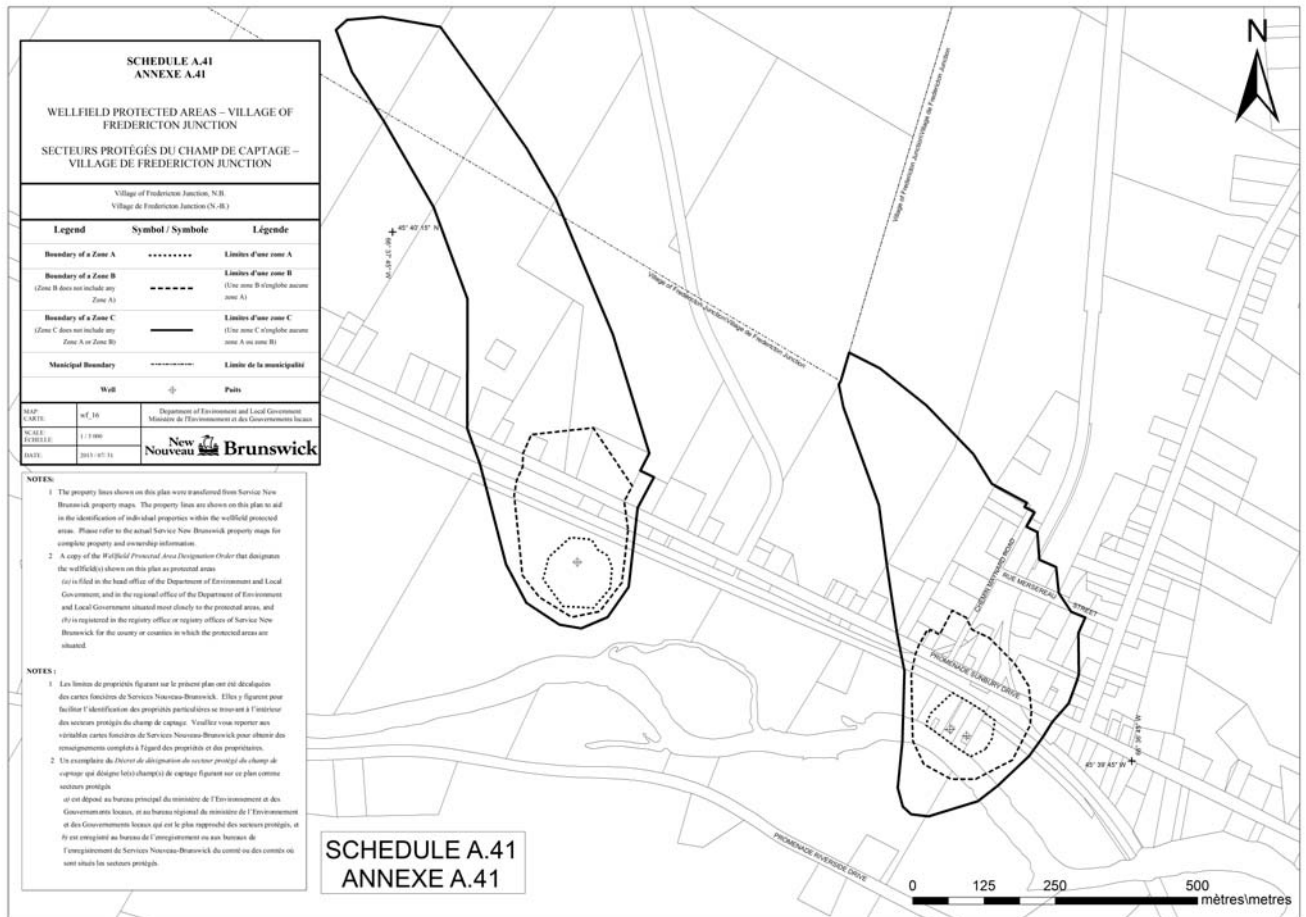 SCHEDULE A.41
ANNEXE A.41
WELLFIELD PROTECTED AREAS – VILLAGE OF
FREDERICTON JUNCTION
SECTEURS PROTÉGÉS DU CHAMP DE CAPTAGE –
VILLAGE DE FREDERICTON JUNCTION
Village of Fredericton Junction, N.B.
Village de Fredericton Junction (N.-B.)
Legend Symbol / Symbole Légende
Boundary of a Zone A Limites d'une zone A
Boundary of a Zone B Limites d'une zone B
(Zone B does not include any (Une zone B n'englobe aucune
Zone A) zone A)
Boundary of a Zone C Limites d'une zone C
(Zone C does not include any (Une zone C n'englobe aucune
Zone A or Zone B) zone A ou zone B)
Municipal Boundary Limite de la municipalité
Well Puits
MAP: wf_16 Department of Environment and Local Government
CARTE: Ministère de l'Environnement et des Gouvernements locaux
SCALE/
ÉCHELLE
New Nouveau Brunswick
DATE: 2013 / 07/ 31
NOTES:
1 The property lines shown on this plan were transferred from Service New
Brunswick property maps. The property lines are shown on this plan to aid
in the identification of individual properties within the wellfield protected
areas. Please refer to the actual Service New Brunswick property maps for
complete property and ownership information.
2 A copy of the Wellfield Protected Area Designation Order that designates
the wellfield(s) shown on this plan as protected areas
(a) is filed in the head office of the Department of Environment and Local
Government, and in the regional office of the Department of Environment
and Local Government situated most closely to the protected areas, and
(b) is registered in the registry office or registry offices of Service New
Brunswick for the county or counties in which the protected areas are
situated.
NOTES :
1 Les limites de propriétés figurant sur le présent plan ont été décalquées
des cartes foncières de Services Nouveau-Brunswick. Elles y figurent pour
faciliter l'identification des propriétés particulières se trouvant à l'intérieur
des secteurs protégés du champ de captage. Veuillez vous reporter aux
véritables cartes foncières de Services Nouveau-Brunswick pour obtenir des
renseignements complets à l'égard des propriétés et des propriétaires.
2 Un exemplaire du Décret de désignation du secteur protégé du champ de
captage qui désigne le(s) champ(s) de captage figurant sur ce plan comme
secteurs protégés
a) est déposé au bureau principal du ministère de l'Environnement et des
Gouvernements locaux, et au bureau régional du ministère de l'Environnement
et des Gouvernements locaux qui est le plus rapproché des secteurs protégés, et
b) est enregistré au bureau de l'enregistrement ou aux bureaux de
l'enregistrement de Services Nouveau-Brunswick du comté ou des comtés où
sont situés les secteurs protégés.
SCHEDULE A.41
ANNEXE A.41
N
45° 40' 15" N
66° 37' 45" W
Village of Fredericton Junction/Village de Fredericton Junction
Village of Fredericton Junction/Village de Fredericton Junction
CHEMIN MAYNARD ROAD
RUE MERSEREAU STREET
PROMENADE SUNBURY DRIVE
45° 39' 45" W
66° 36' 45" W
PROMENADE RIVERSIDE DRIVE
0 125 250 500
mètres\metres